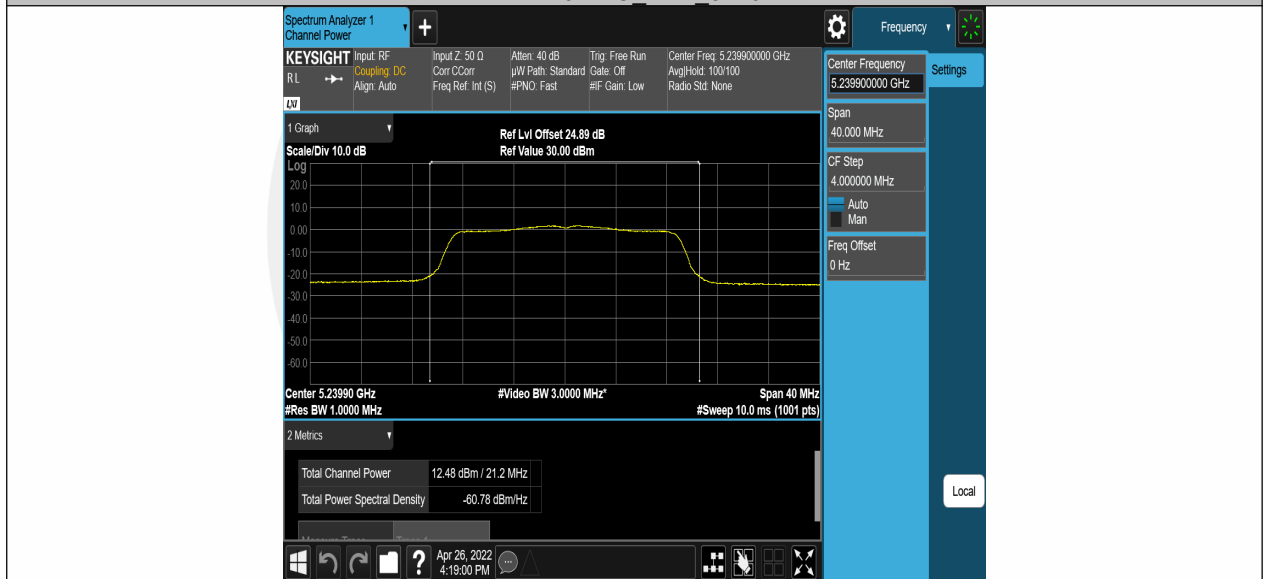 Spectrum Analyzer 1
Channel Power
+
Frequency
KEYSIGHT
RL
LXI
Input: RF
Coupling: DC
Align: Auto
Input Z: 50 Ω
Corr CCorr
Freq Ref: Int (S)
Atten: 40 dB
µW Path: Standard
#PNO: Fast
Trig: Free Run
Gate: Off
#IF Gain: Low
Center Freq: 5.239900000 GHz
Avg|Hold: 100/100
Radio Std: None
Center Frequency
5.239900000 GHz
Settings
Span
40.000 MHz
CF Step
4.000000 MHz
Auto
Man
Freq Offset
0 Hz
Local
1 Graph
Scale/Div 10.0 dB
Ref Lvl Offset 24.89 dB
Ref Value 30.00 dBm
Log
20.0
10.0
0.00
-10.0
-20.0
-30.0
-40.0
-50.0
-60.0
Center 5.23990 GHz
#Video BW 3.0000 MHz*
Span 40 MHz
#Res BW 1.0000 MHz
#Sweep 10.0 ms (1001 pts)
2 Metrics
Total Channel Power 12.48 dBm / 21.2 MHz
Total Power Spectral Density -60.78 dBm/Hz
?
Apr 26, 2022
4:19:00 PM